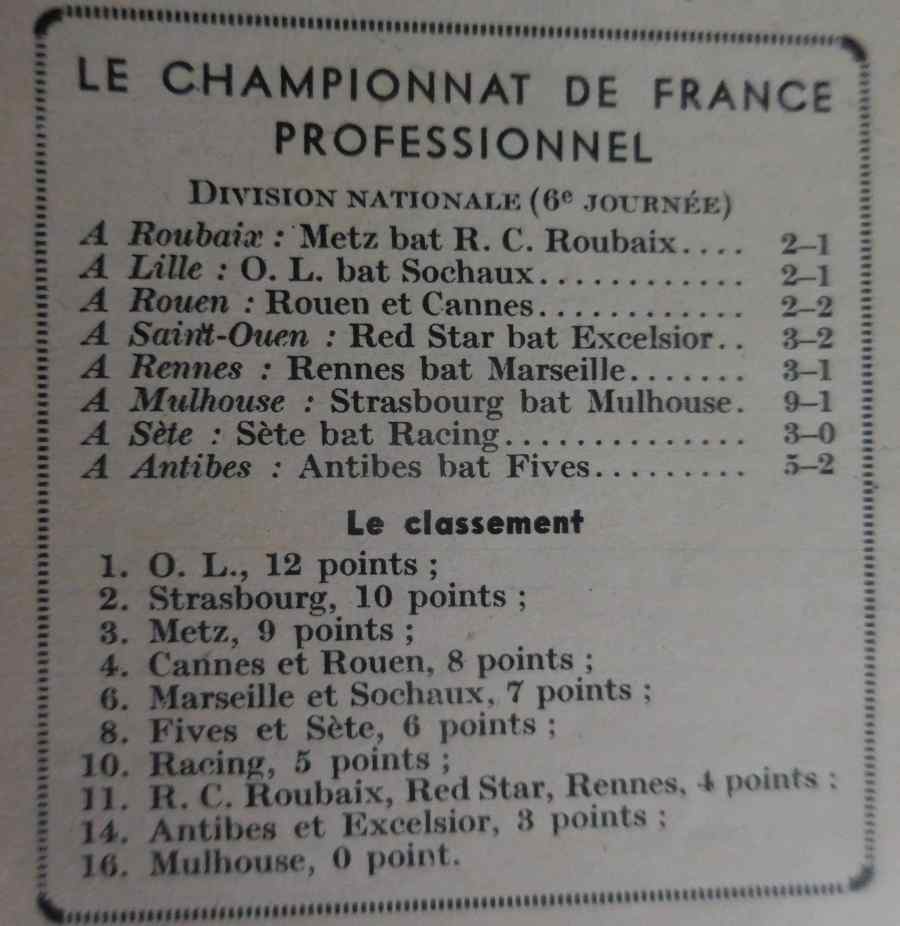 LE CHAMPIONNAT DE FRANCE
PROFESSIONNEL
DIVISION NATIONALE (6e JOURNÉE)
A Roubaix : Metz bat R. C. Roubaix.... 2–1
A Lille : O. L. bat Sochaux............. 2–1
A Rouen : Rouen et Cannes............. 2–2
A Saint-Ouen : Red Star bat Excelsior.. 3–2
A Rennes : Rennes bat Marseille....... 3–1
A Mulhouse : Strasbourg bat Mulhouse. 9–1
A Sète : Sète bat Racing............... 3–0
A Antibes : Antibes bat Fives......... 5–2
Le classement
1. O. L., 12 points ;
2. Strasbourg, 10 points ;
3. Metz, 9 points ;
4. Cannes et Rouen, 8 points ;
6. Marseille et Sochaux, 7 points ;
8. Fives et Sète, 6 points ;
10. Racing, 5 points ;
11. R. C. Roubaix, Red Star, Rennes, 4 points ;
14. Antibes et Excelsior, 3 points ;
16. Mulhouse, 0 point.